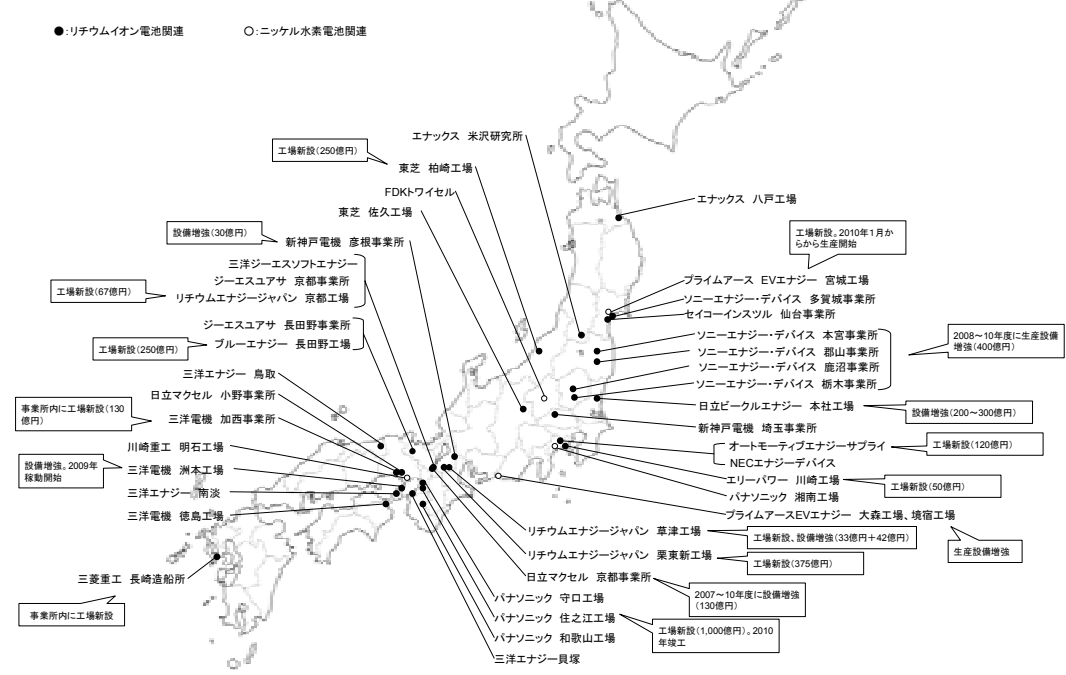 ●:リチウムイオン電池関連
○:ニッケル水素電池関連
エナックス 米沢研究所
工場新設(250億円)
東芝 柏崎工場
FDKトワイセル
東芝 佐久工場
設備増強(30億円)
新神戸電機 彦根事業所
三洋ジーエスソフトエナジー
ジーエスユアサ 京都事業所
工場新設(67億円)
リチウムエナジージャパン 京都工場
ジーエスユアサ 長田野事業所
工場新設(250億円)
ブルーエナジー 長田野工場
三洋エナジー 鳥取
日立マクセル 小野事業所
事業所内に工場新設(130
億円)
三洋電機 加西事業所
川崎重工 明石工場
設備増強。2009年
稼動開始
三洋電機 洲本工場
三洋エナジー 南淡
三洋電機 徳島工場
三菱重工 長崎造船所
事業所内に工場新設
エナックス 八戸工場
工場新設。2010年1月か
らから生産開始
プライムアース EVエナジー 宮城工場
ソニーエナジー・デバイス 多賀城事業所
セイコーインスツル 仙台事業所
ソニーエナジー・デバイス 本宮事業所
ソニーエナジー・デバイス 郡山事業所
ソニーエナジー・デバイス 鹿沼事業所
ソニーエナジー・デバイス 栃木事業所
2008~10年度に生産設備
増強(400億円)
日立ビークルエナジー 本社工場
設備増強(200~300億円)
新神戸電機 埼玉事業所
オートモーティブエナジーサプライ
工場新設(120億円)
NECエナジーデバイス
エリーパワー 川崎工場
工場新設(50億円)
パナソニック 湘南工場
プライムアースEVエナジー 大森工場、境宿工場
生産設備増強
リチウムエナジージャパン 草津工場
工場新設、設備増強(33億円+42億円)
リチウムエナジージャパン 栗東新工場
工場新設(375億円)
日立マクセル 京都事業所
2007~10年度に設備増強
(130億円)
パナソニック 守口工場
パナソニック 住之江工場
工場新設(1,000億円)。2010
年竣工
パナソニック 和歌山工場
三洋エナジー貝塚